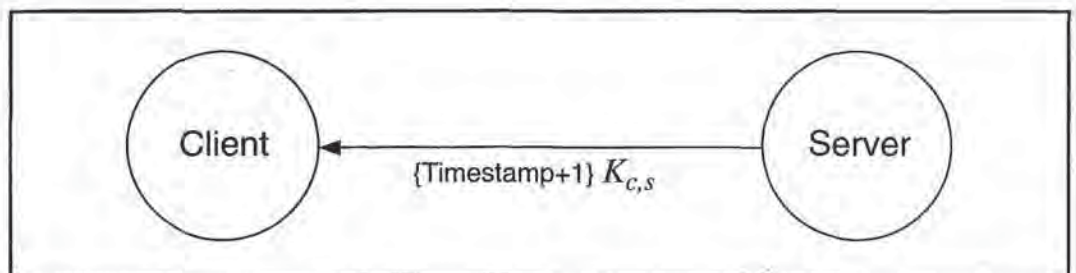 Client
Server
{Timestamp+1} K_{c,s}